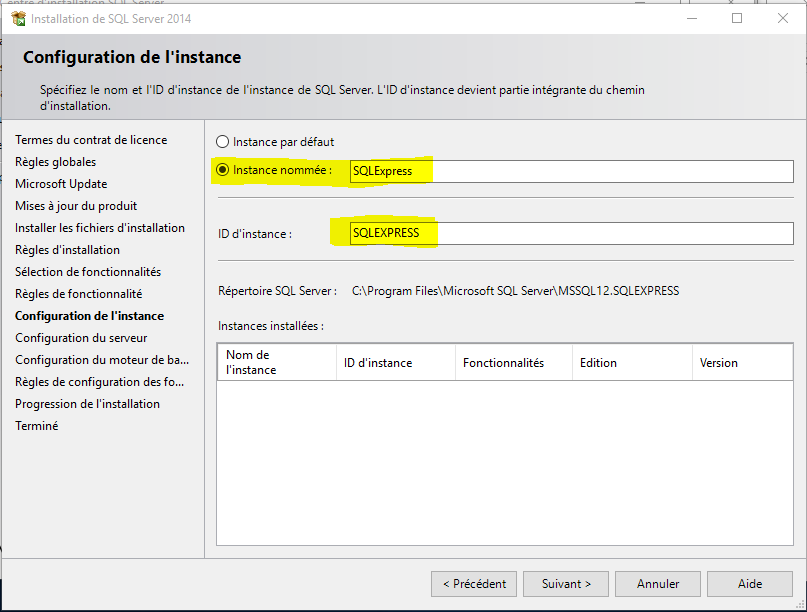 Installation de SQL Server 2014
Configuration de l'instance
Spécifiez le nom et l'ID d'instance de l'instance de SQL Server. L'ID d'instance devient partie intégrante du chemin
d'installation.
Termes du contrat de licence
Règles globales
Microsoft Update
Mises à jour du produit
Installer les fichiers d'installation
Règles d'installation
Sélection de fonctionnalités
Règles de fonctionnalité
Configuration de l'instance
Configuration du serveur
Configuration du moteur de ba...
Règles de configuration des fo...
Progression de l'installation
Terminé
Instance par défaut
Instance nommée : SQLExpress
ID d'instance : SQLEXPRESS
Répertoire SQL Server : C:\Program Files\Microsoft SQL Server\MSSQL12.SQLEXPRESS
Instances installées :
Nom de
l'instance
ID d'instance
Fonctionnalités
Edition
Version
< Précédent
Suivant >
Annuler
Aide